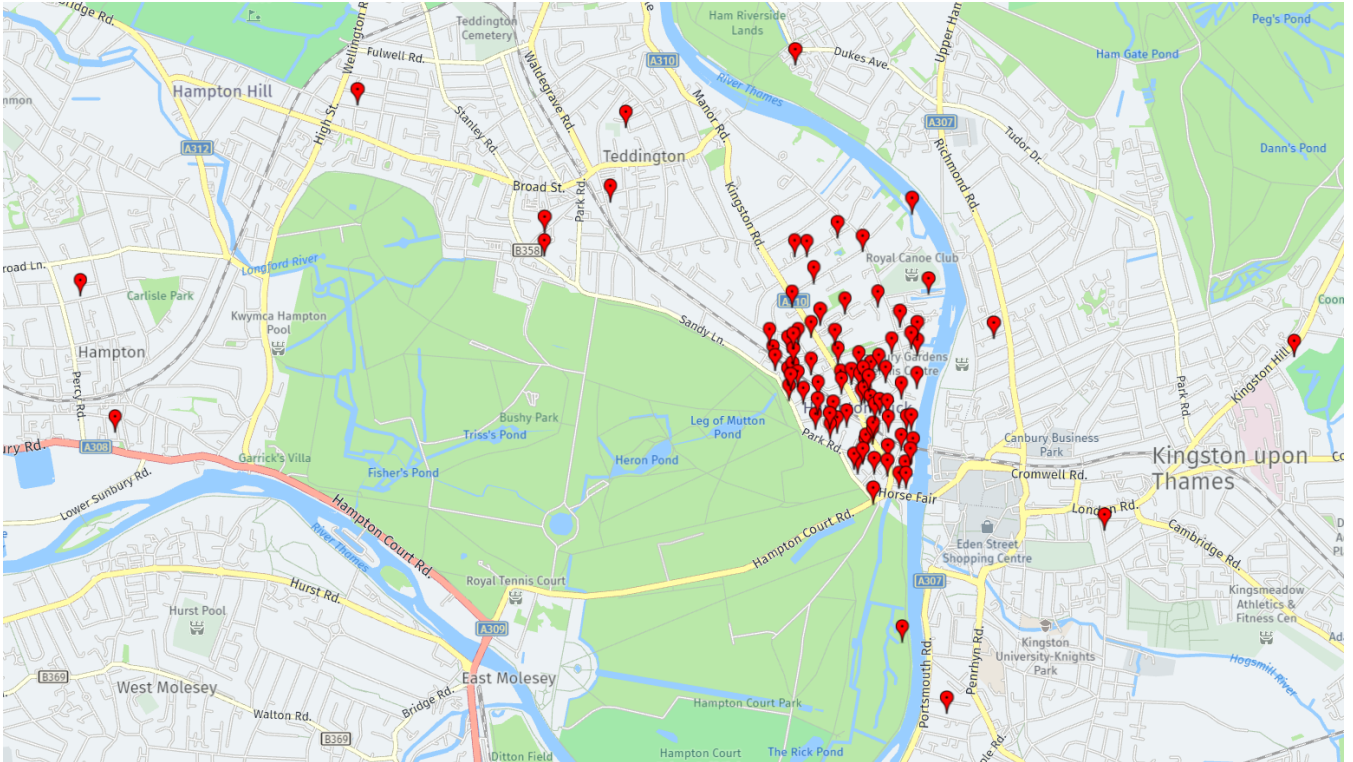 bridge Rd.
Teddington
Cemetery
Ham Riverside
Lands
Peg's Pond
Wellington R
Fulwell Rd.
Waldegrave Rd.
A310
Dukes Ave.
Upper Ham
Ham Gate Pond
River Thames
Hampton Hill
Stanley Rd.
Manor Rd.
A307
High St.
Tudor Dr.
A312
Teddington
Richmond Rd.
Dann's Pond
Broad St.
Park Rd.
Kingston Rd.
B358
Royal Canoe Club
road Ln.
Longford River
Carlisle Park
Kwymca Hampton
Pool
Sandy Ln.
Hampton
Percy Rd.
Park Rd.
Kingston Hill
Bushy Park
Leg of Mutton
Pond
Triss's Pond
Park Rd.
Canbury Business
Park
ury Rd.
A308
Garrick's Villa
Heron Pond
Kingston upon
Thames
Fisher's Pond
Cromwell Rd.
Lower Sunbury Rd.
Horse Fair
London Rd.
Hampton Court Rd.
Hampton Court Rd.
Cambridge Rd.
River Thames
Eden Street
Shopping Centre
Royal Tennis Court
A307
Hurst Rd.
Kingsmeadow
Athletics &
Fitness Cen
Hurst Pool
A309
Kingston
University-Knights
Park
Portsmouth Rd.
Penrhyn Rd.
Hogsmill River
B369
West Molesey
East Molesey
Bridge Rd.
Hampton Court Park
Walton Rd.
B369
Ditton Field
Hampton Court
The Rick Pond